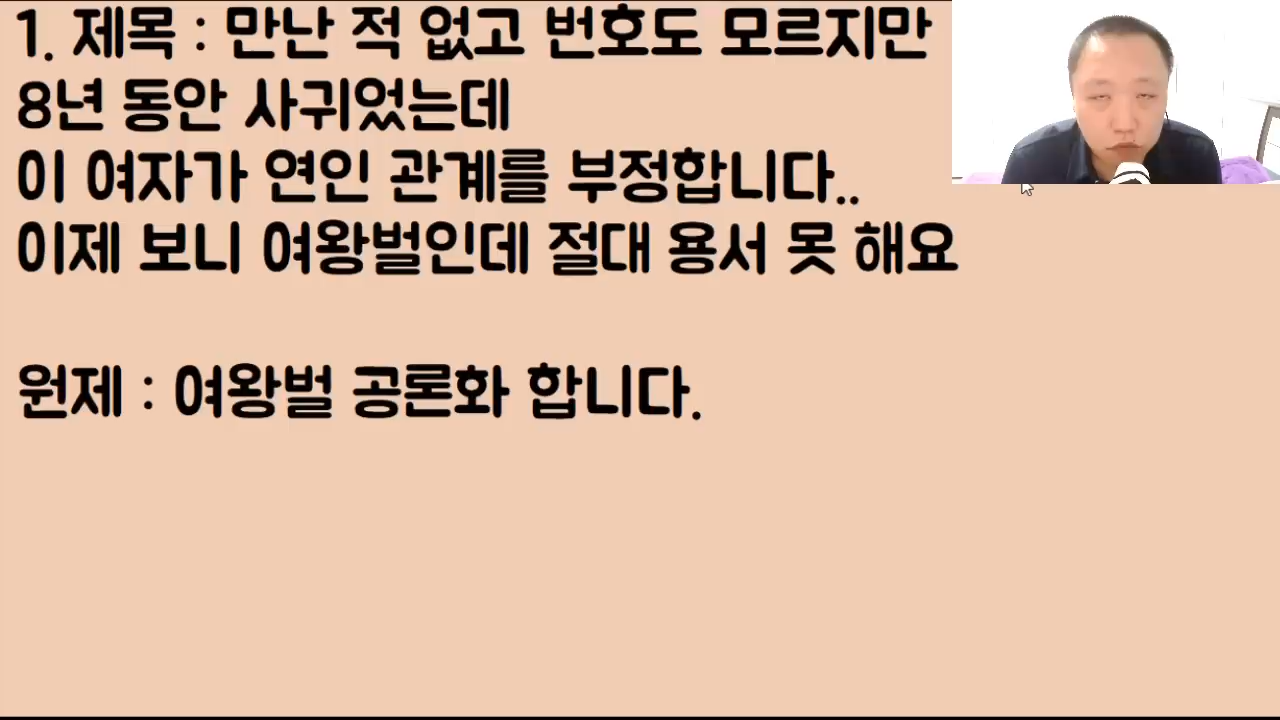 1. 제목 : 만난 적 없고 번호도 모르지만
8년 동안 사귀었는데
이 여자가 연인 관계를 부정합니다..
이제 보니 여왕벌인데 절대 용서 못 해요
원제 : 여왕벌 공론화 합니다.